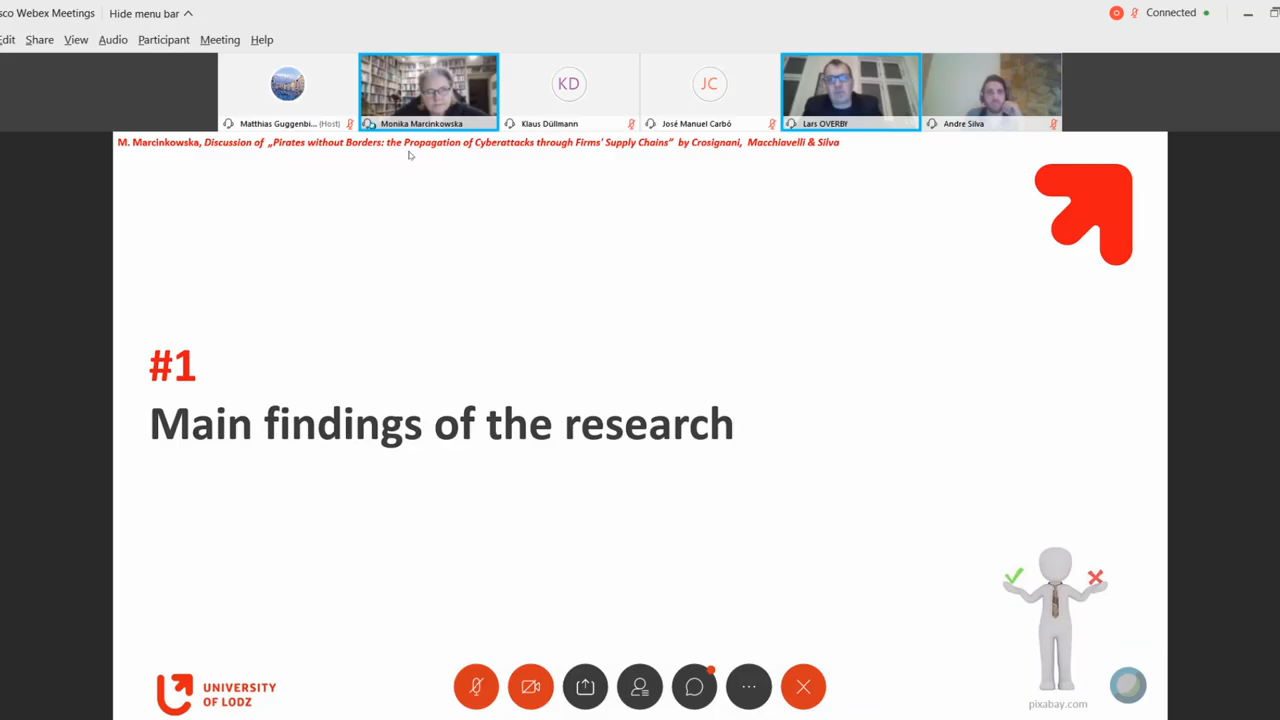 sco Webex Meetings
Hide menu bar
Connected
dit Share View Audio Participant Meeting Help
KD
JC
Matthias Guggenbi... (Host)
Monika Marcinkowska
Klaus Düllmann
José Manuel Carbó
Lars OVERBY
Andre Silva
M. Marcinkowska, Discussion of „Pirates without Borders: the Propagation of Cyberattacks through Firms' Supply Chains” by Crosignani, Macchiavelli & Silva
#1
Main findings of the research
UNIVERSITY
OF LODZ
pixabay.com